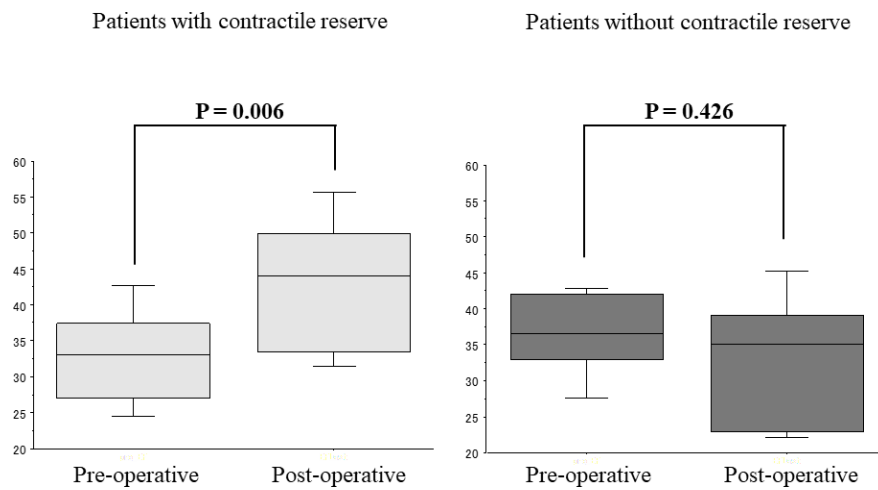 Patients with contractile reserve
Patients without contractile reserve
P = 0.006
P = 0.426
60
55
50
45
40
35
30
25
20
60
55
50
45
40
35
30
25
20
Pre-operative
Post-operative
Pre-operative
Post-operative